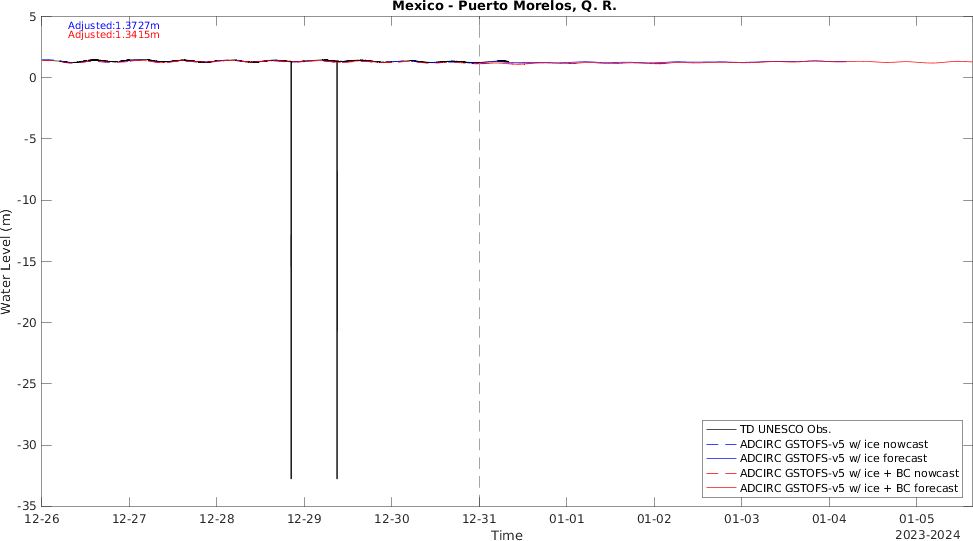 Mexico - Puerto Morelos, Q. R.
Adjusted:1.3727m
Adjusted:1.3415m
5
0
-5
-10
-15
-20
-25
-30
-35
Water Level (m)
TD UNESCO Obs.
ADCIRC GSTOFS-v5 w/ ice nowcast
ADCIRC GSTOFS-v5 w/ ice forecast
ADCIRC GSTOFS-v5 w/ ice + BC nowcast
ADCIRC GSTOFS-v5 w/ ice + BC forecast
12-26 12-27 12-28 12-29 12-30 12-31 01-01 01-02 01-03 01-04 01-05
Time
2023-2024